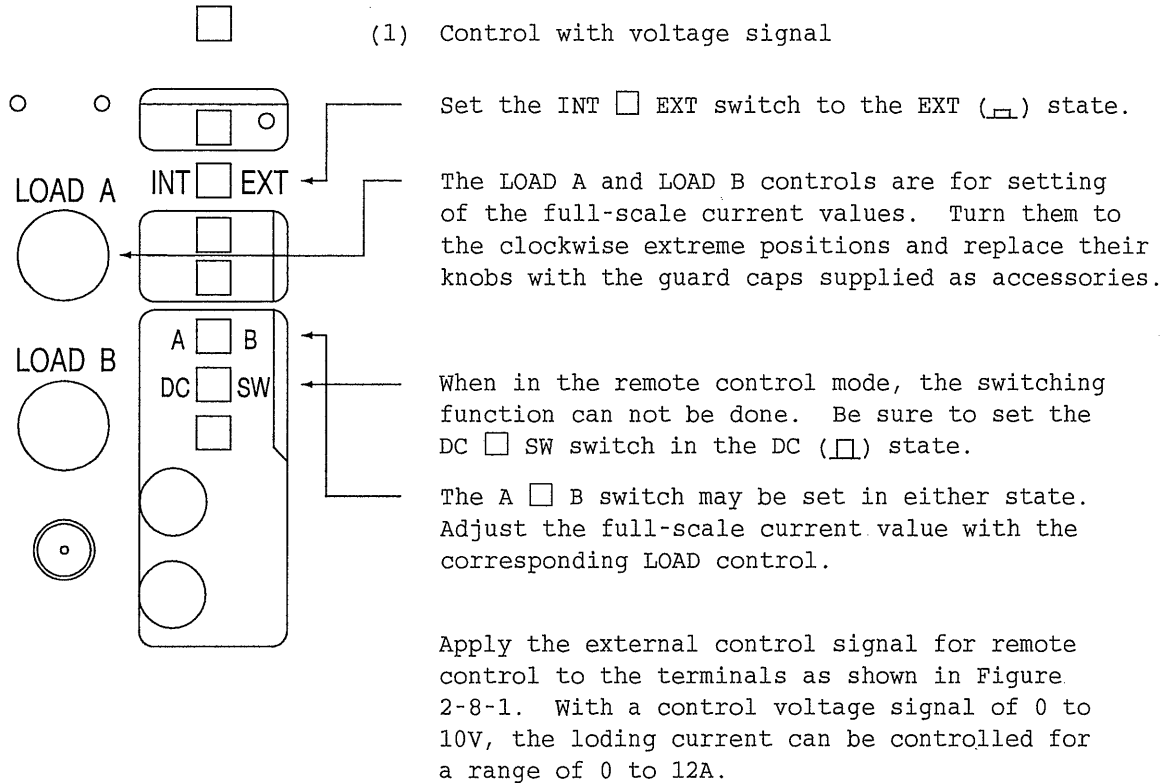 (1) Control with voltage signal
Set the INT □ EXT switch to the EXT ( ) state.
INT □ EXT
LOAD A
The LOAD A and LOAD B controls are for setting
of the full-scale current values. Turn them to
the clockwise extreme positions and replace their
knobs with the guard caps supplied as accessories.
A □ B
LOAD B
DC □ SW
When in the remote control mode, the switching
function can not be done. Be sure to set the
DC □ SW switch in the DC ( ) state.
The A □ B switch may be set in either state.
Adjust the full-scale current value with the
corresponding LOAD control.
Apply the external control signal for remote
control to the terminals as shown in Figure
2-8-1. With a control voltage signal of 0 to
10V, the loding current can be controlled for
a range of 0 to 12A.